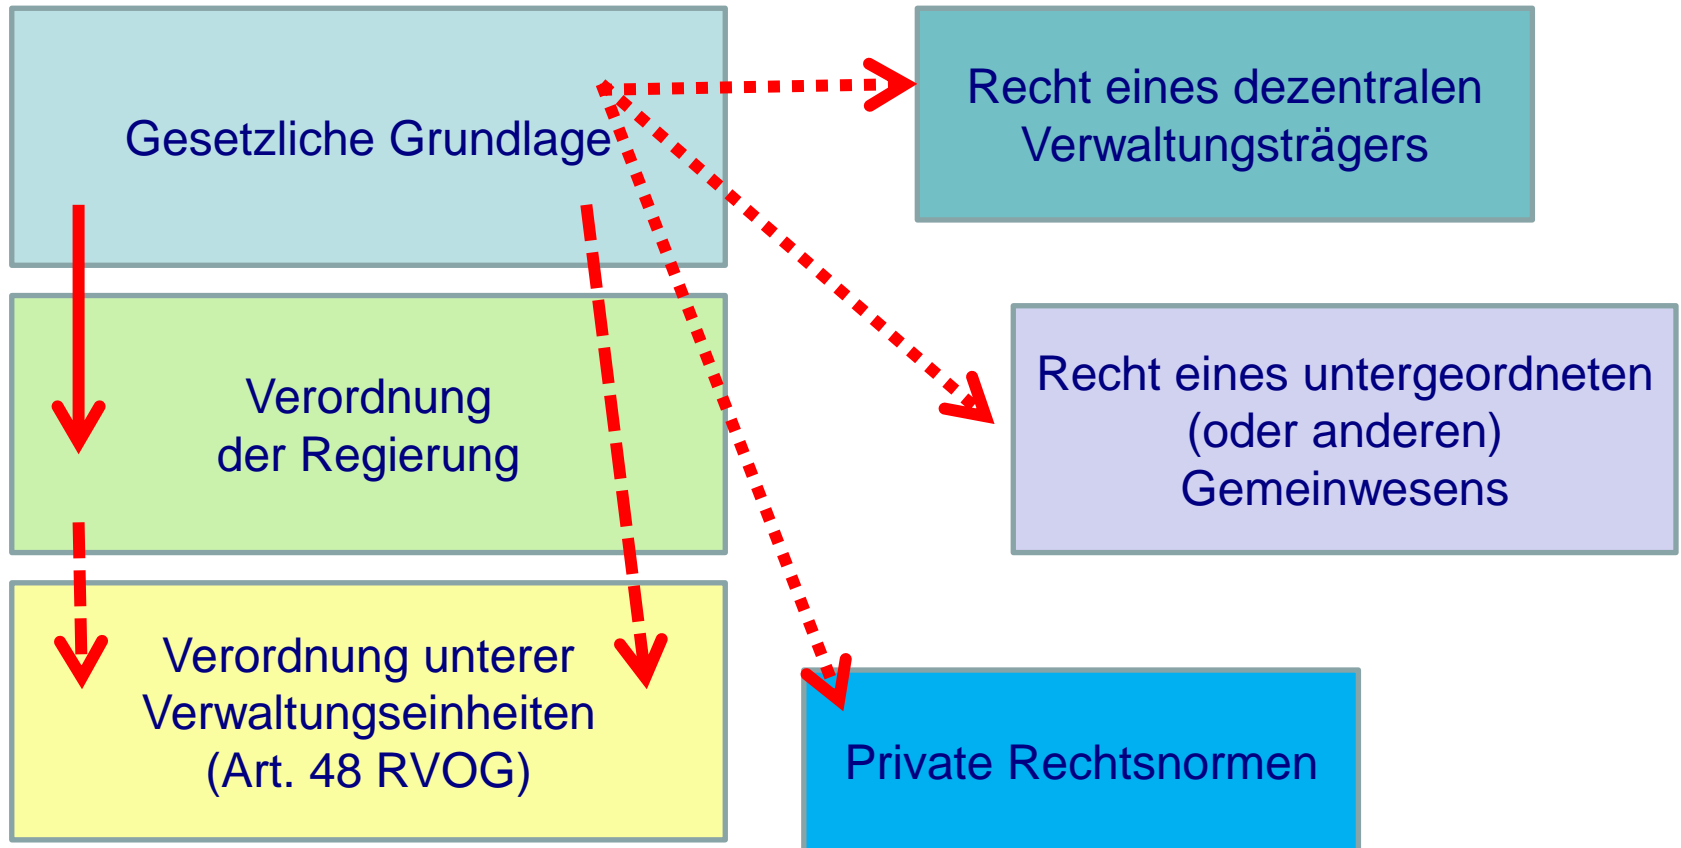 Gesetzliche Grundlage
Recht eines dezentralen
Verwaltungsträgers
Verordnung
der Regierung
Recht eines untergeordneten
(oder anderen)
Gemeinwesens
Verordnung unterer
Verwaltungseinheiten
(Art. 48 RVOG)
Private Rechtsnormen